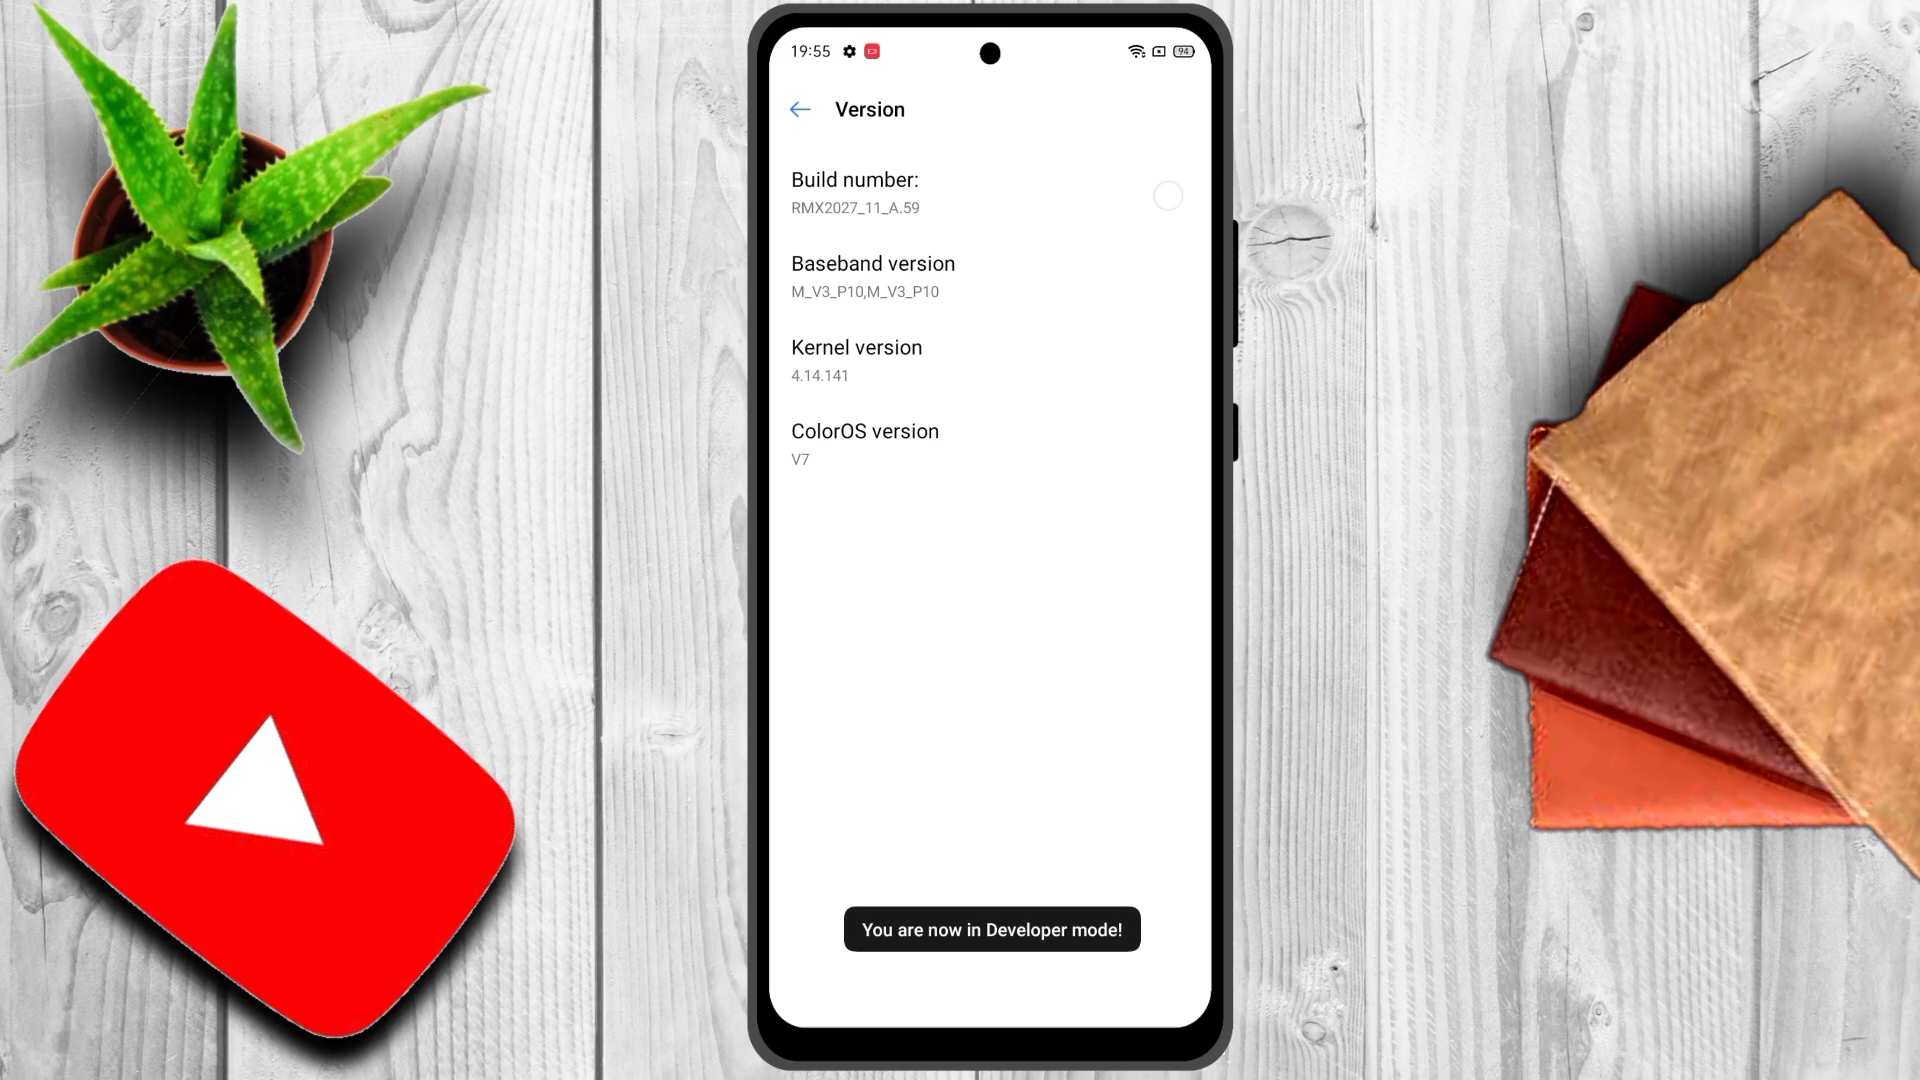 19:55
94
Version
Build number:
RMX2027_11_A.59
Baseband version
M_V3_P10,M_V3_P10
Kernel version
4.14.141
ColorOS version
V7
You are now in Developer mode!